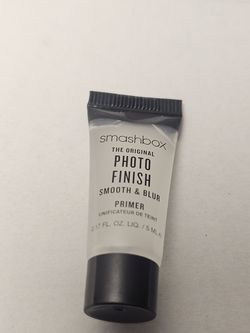 smashbox
THE ORIGINAL
PHOTO
FINISH
SMOOTH & BLUR
PRIMER
UNIFICATEUR DE TEINT
FL. OZ. LIQ. / 5 ML